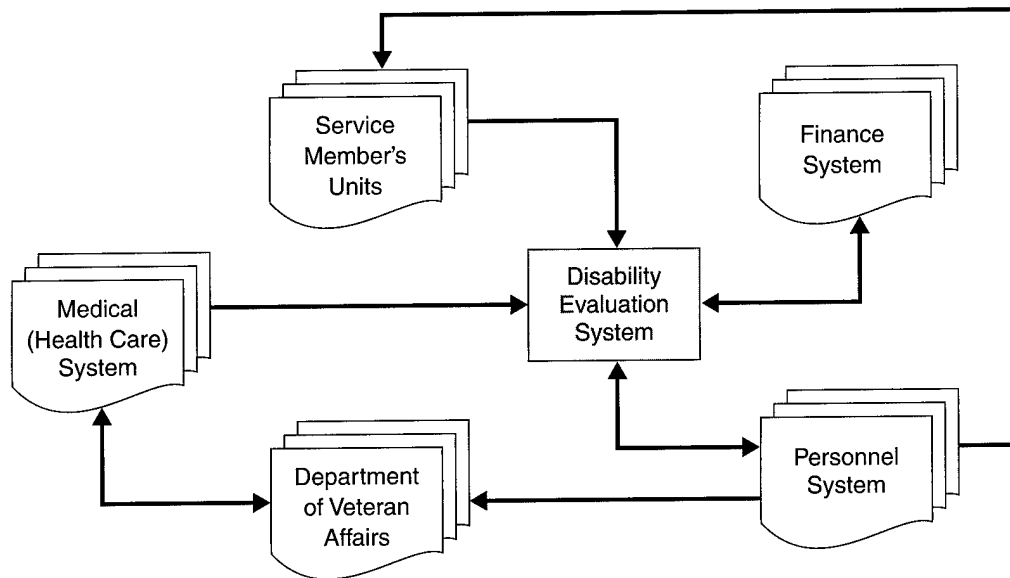 Service
Member's
Units
Finance
System
Disability
Evaluation
System
Medical
(Health Care)
System
Department
of Veteran
Affairs
Personnel
System